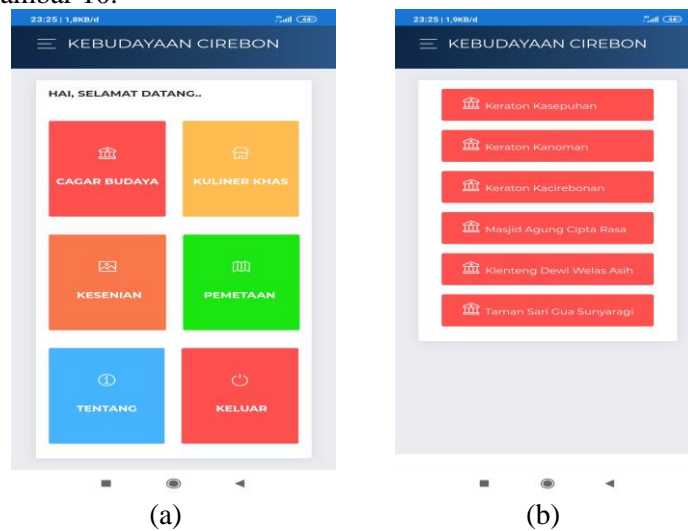 23:25 | 1,8KB/d
KEBUDAYAAN CIREBON
HAI, SELAMAT DATANG..
CAGAR BUDAYA
KULINER KHAS
KESENIAN
PEMETAAN
TENTANG
KELUAR
(a)
23:25 | 1,9KB/d
KEBUDAYAAN CIREBON
Keraton Kasepuhan
Keraton Kanoman
Keraton Kacirebonan
Masjid Agung Cipta Rasa
Klenteng Dewi Welas Asih
Taman Sari Gua Sunyaragi
(b)